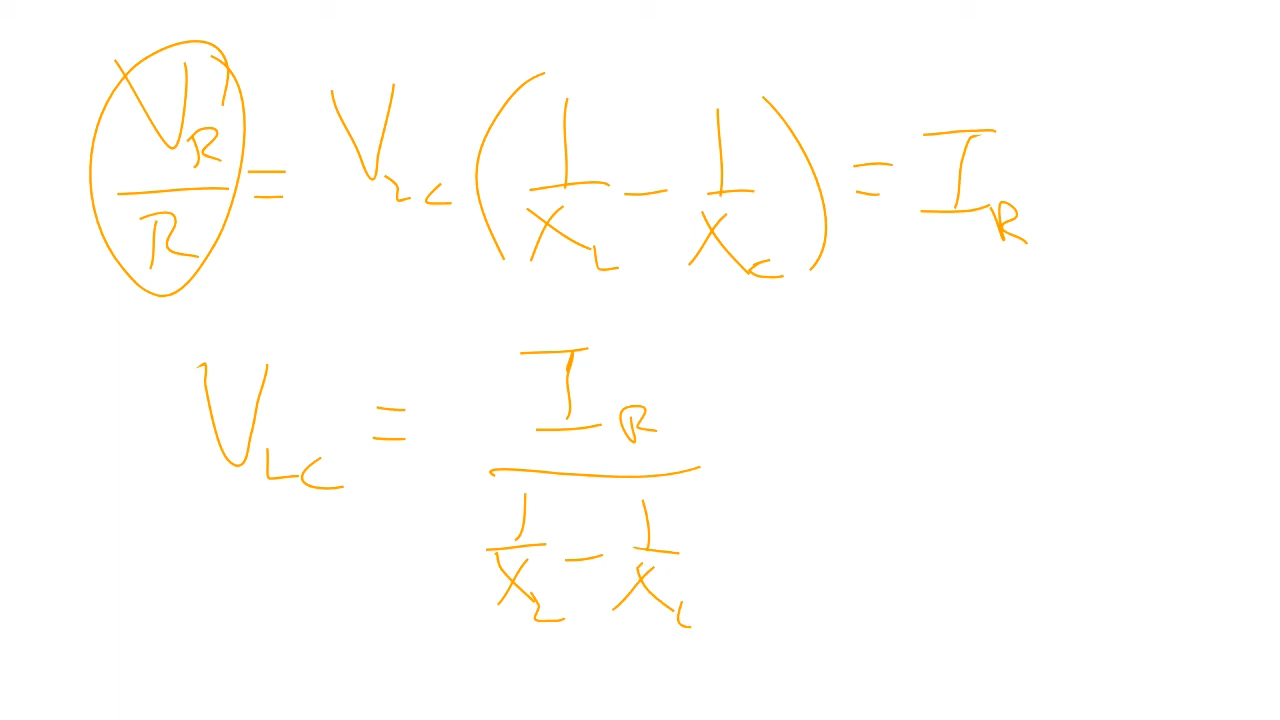 V_R/R = V_LC (1/X_L - 1/X_C) = I_R
V_LC = I_R/(1/X_L - 1/X_C)